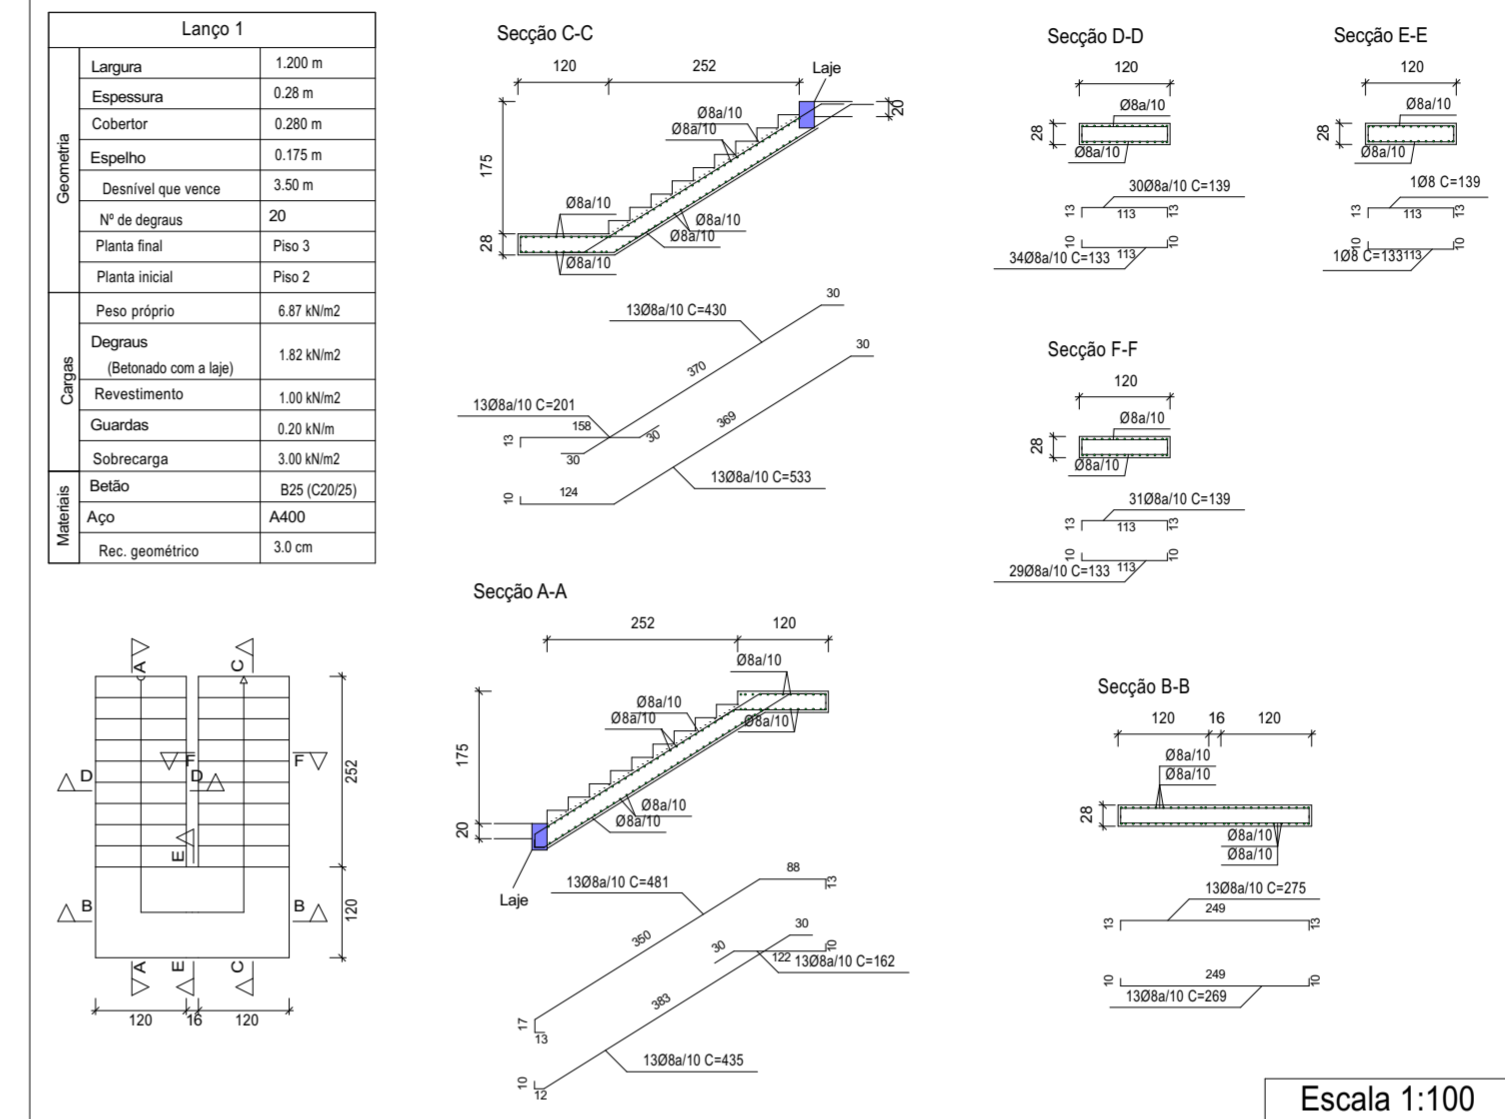 Lanço 1
Geometria
Largura 1.200 m
Espessura 0.28 m
Cobertor 0.280 m
Espelho 0.175 m
Desnível que vence 3.50 m
Nº de degraus 20
Planta final Piso 3
Planta inicial Piso 2
Cargas
Peso próprio 6.87 kN/m2
Degraus
(Betonado com a laje) 1.82 kN/m2
Revestimento 1.00 kN/m2
Guardas 0.20 kN/m
Sobrecarga 3.00 kN/m2
Materiais
Betão B25 (C20/25)
Aço A400
Rec. geométrico 3.0 cm
Secção C-C
120 252
Laje
20
175
28
Ø8a/10
Ø8a/10
Ø8a/10
Ø8a/10
Ø8a/10
Ø8a/10
30
13Ø8a/10 C=430
370
30
13Ø8a/10 C=201
158
13
30
30
369
13Ø8a/10 C=533
124
10
Secção D-D
120
Ø8a/10
28
Ø8a/10
30Ø8a/10 C=139
13 113 13
10 10
34Ø8a/10 C=133 113
Secção E-E
120
Ø8a/10
28
Ø8a/10
1Ø8 C=139
13 113 13
10 10
1Ø8 C=133 113
Secção F-F
120
Ø8a/10
28
Ø8a/10
31Ø8a/10 C=139
13 113 13
10 10
29Ø8a/10 C=133 113
A C
F F
D D
252
E
B B
120
A E C
120 16 120
Secção A-A
252 120
Ø8a/10
Ø8a/10
Ø8a/10
Ø8a/10
175
20
Ø8a/10
Ø8a/10
Laje
88
13
13Ø8a/10 C=481
350
17
13
30
30
10
122 13Ø8a/10 C=162
383
13Ø8a/10 C=435
10
12
Secção B-B
120 16 120
Ø8a/10
Ø8a/10
28
Ø8a/10
Ø8a/10
13Ø8a/10 C=275
249
13 13
249
10 10
13Ø8a/10 C=269
Escala 1:100